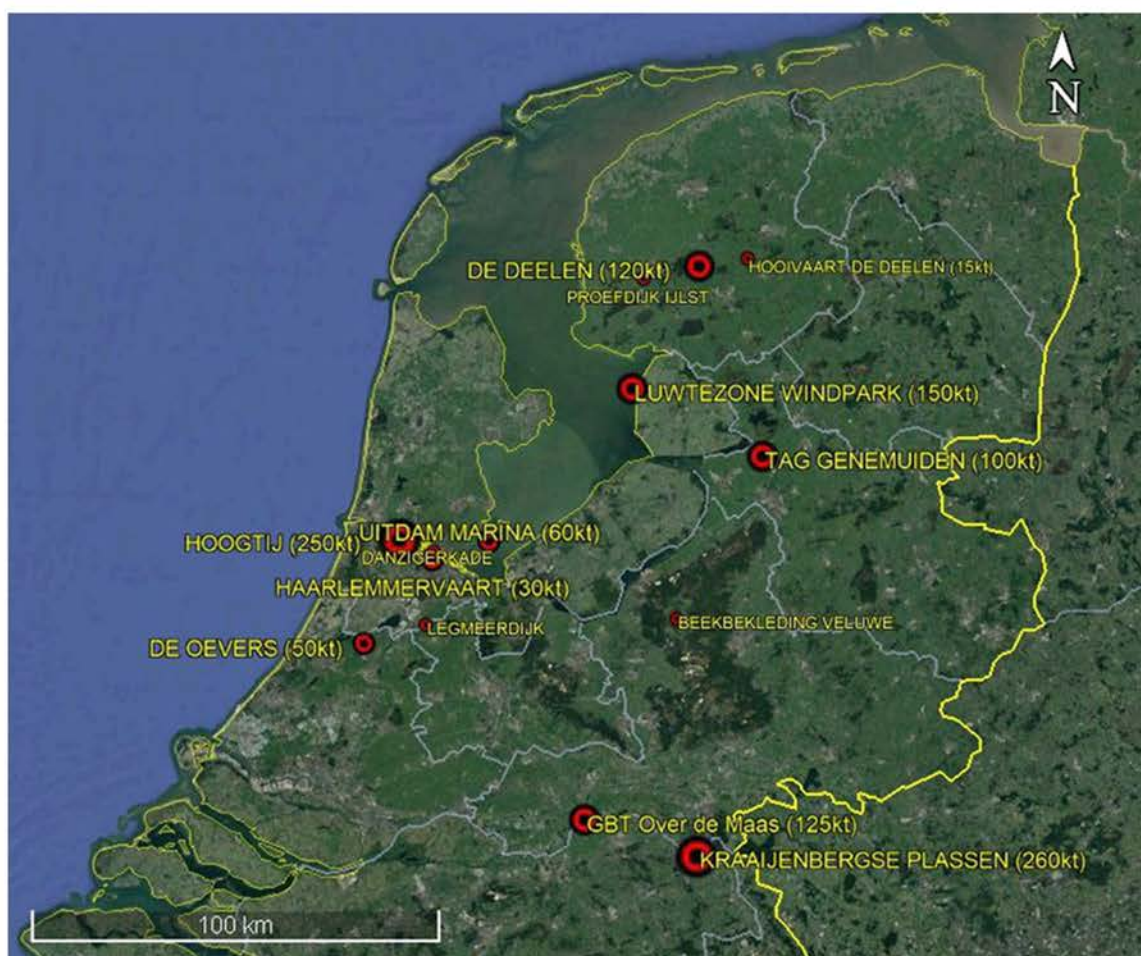 N
DE DEELEN (120kt)
HOOIVAART DE DEELEN (15kt)
PROEFDIJK IJLST
LUWTEZONE WINDPARK (150kt)
TAG GENEMUIDEN (100kt)
HOOGTIJ (250kt)
UITDAM MARINA (60kt)
DANZIGERKADE
HAARLEMMERVAART (30kt)
LEGMEERDIJK
BEEKBEKLEDING VELUWE
DE OEVERS (50kt)
GBT Over de Maas (125kt)
KRAAIJENBERGSE PLASSEN (260kt)
100 km